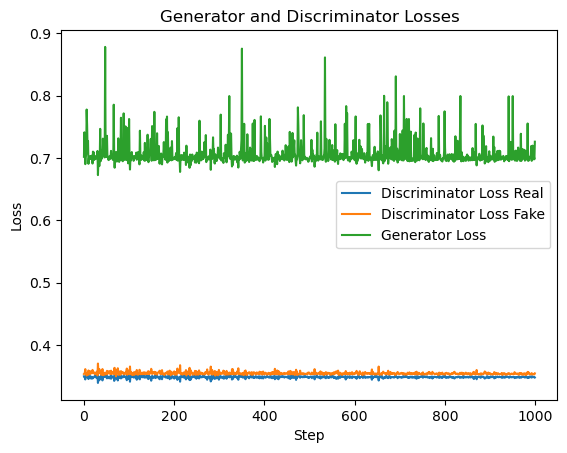 Generator and Discriminator Losses
0.9
0.8
0.7
0.6
0.5
0.4
Loss
Discriminator Loss Real
Discriminator Loss Fake
Generator Loss
0 200 400 600 800 1000
Step